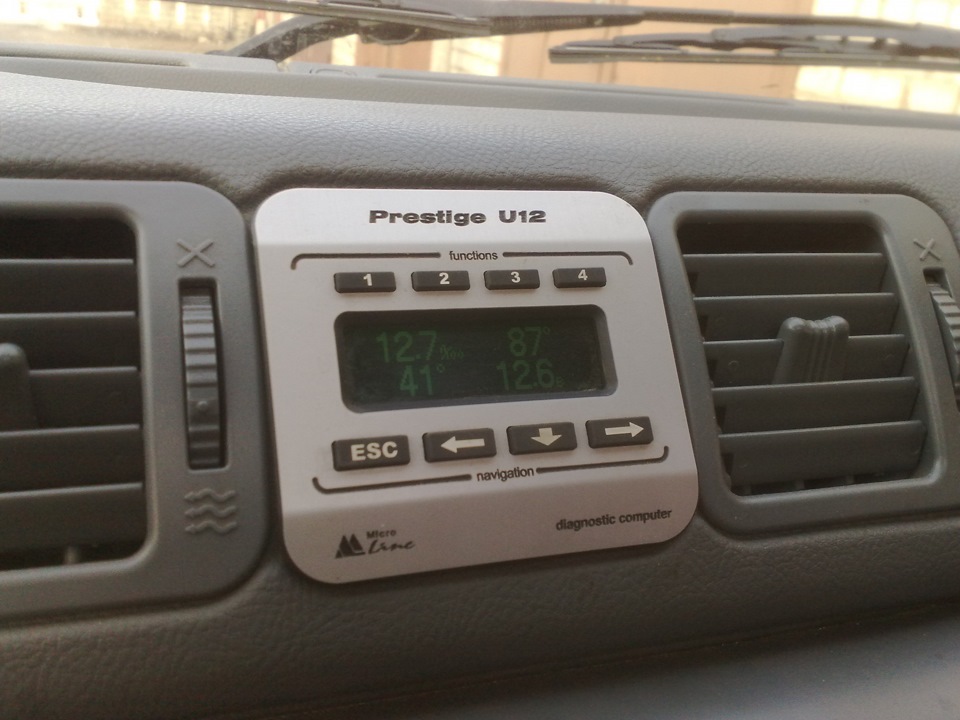 Prestige U12
functions
1 2 3 4
12.7 87°
41° 12.6
ESC
navigation
diagnostic computer
Micro
Line